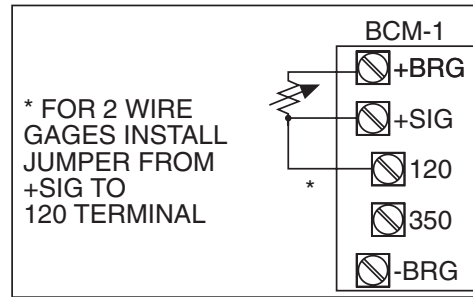 BCM-1
+BRG
+SIG
120
350
-BRG
* FOR 2 WIRE
GAGES INSTALL
JUMPER FROM
+SIG TO
120 TERMINAL
*